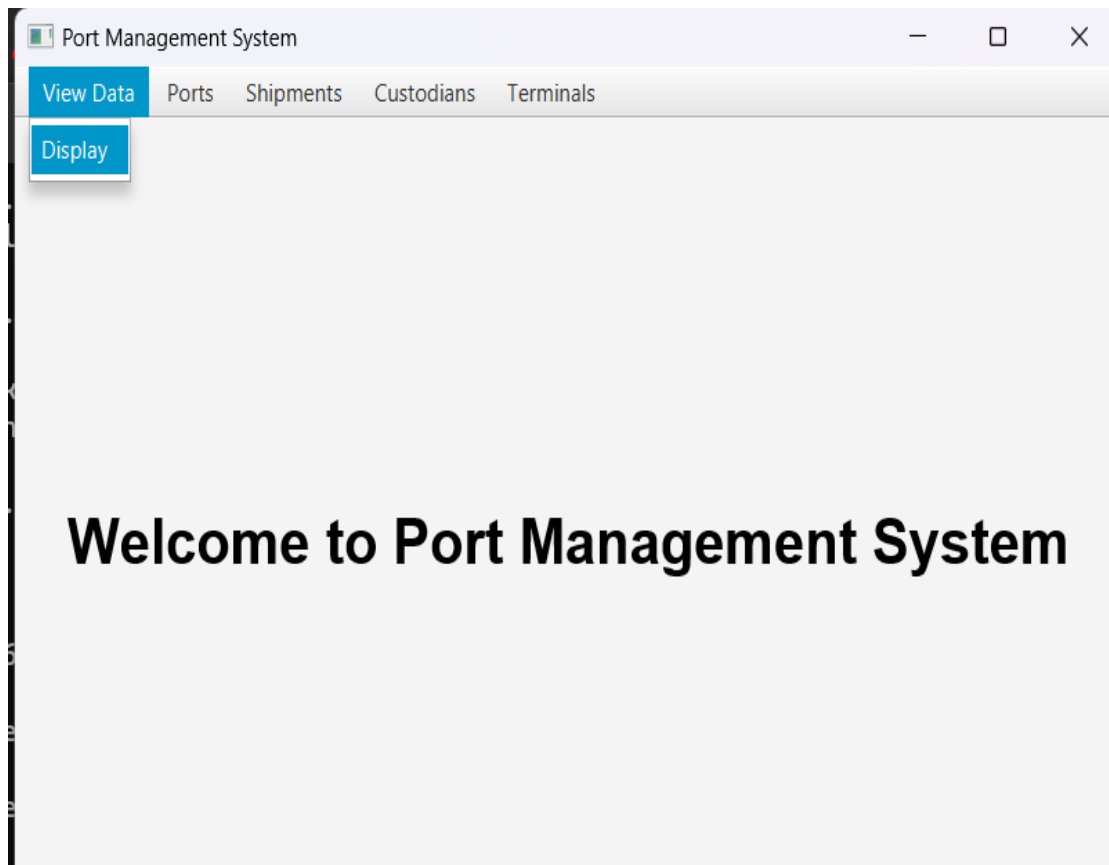 Port Management System
View Data Ports Shipments Custodians Terminals
Display
Welcome to Port Management System